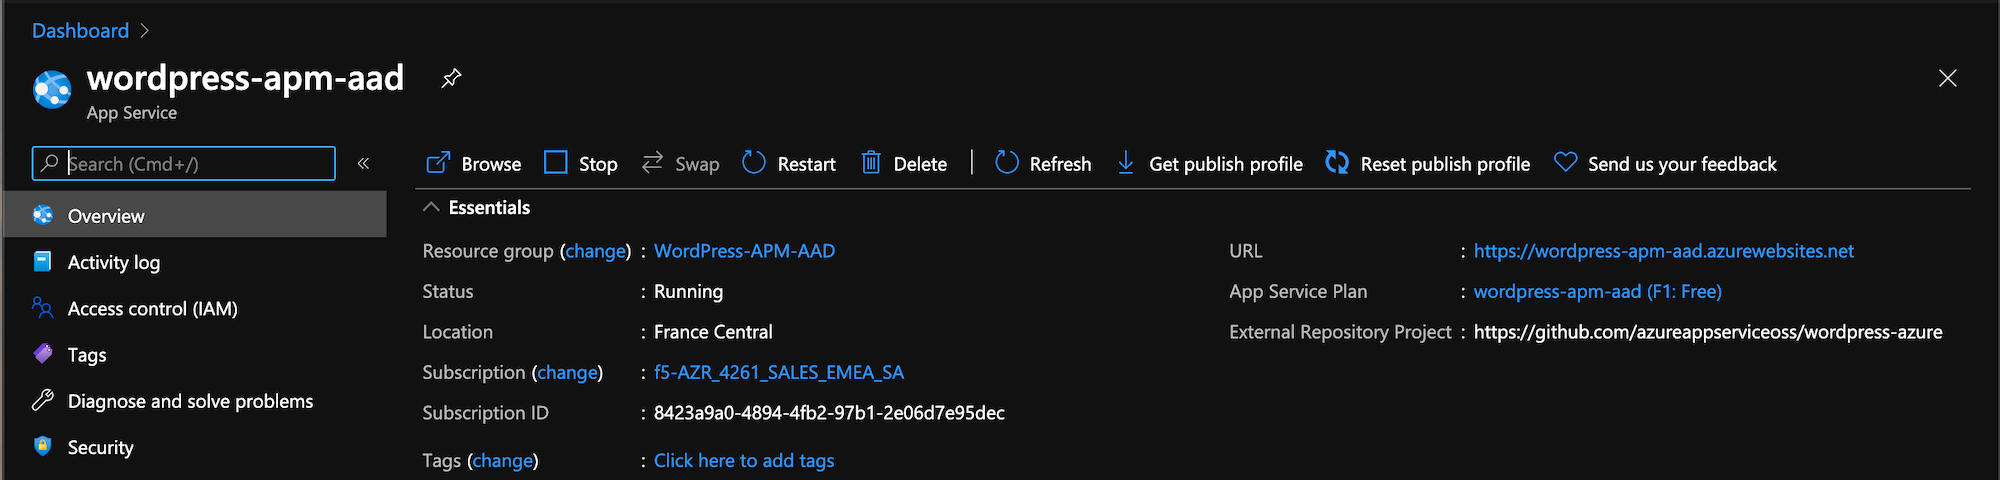 Dashboard >
wordpress-apm-aad
App Service
Search (Cmd+/) «
Browse Stop Swap Restart Delete | Refresh Get publish profile Reset publish profile Send us your feedback
Overview
Activity log
Access control (IAM)
Tags
Diagnose and solve problems
Security
Essentials
Resource group (change) : WordPress-APM-AAD
Status : Running
Location : France Central
Subscription (change) : f5-AZR_4261_SALES_EMEA_SA
Subscription ID : 8423a9a0-4894-4fb2-97b1-2e06d7e95dec
Tags (change) : Click here to add tags
URL : https://wordpress-apm-aad.azurewebsites.net
App Service Plan : wordpress-apm-aad (F1: Free)
External Repository Project : https://github.com/azureappserviceoss/wordpress-azure